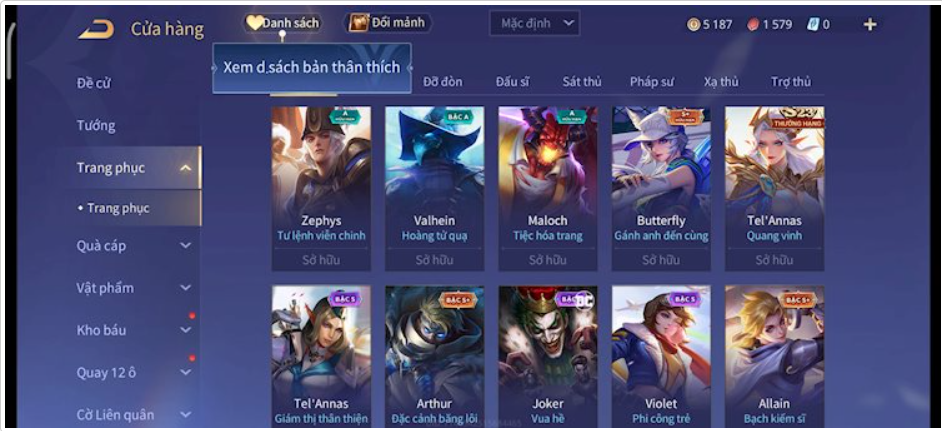 Cửa hàng
Danh sách
Đổi mảnh
Mặc định
5 187
1 579
0
Xem d.sách bản thân thích
Đỡ đòn
Đấu sĩ
Sát thủ
Pháp sư
Xạ thủ
Trợ thủ
Đề cử
Tướng
Trang phục
• Trang phục
Quà cáp
Vật phẩm
Kho báu
Quay 12 ô
Cờ Liên quân
A
BẬC A
A
S+
S23
THƯỜNG HẠNG
Zephys
Valhein
Maloch
Butterfly
Tel'Annas
Tư lệnh viễn chinh
Hoàng tử quạ
Tiệc hóa trang
Gánh anh đến cùng
Quang vinh
Sở hữu
Sở hữu
Sở hữu
Sở hữu
Sở hữu
BẬC S
BẬC S+
BẬC
DC
BẬC S
BẬC S+
Tel'Annas
Arthur
Joker
Violet
Allain
Giám thị thân thiện
Đặc cảnh băng lôi
Vua hề
Phi công trẻ
Bạch kiếm sĩ